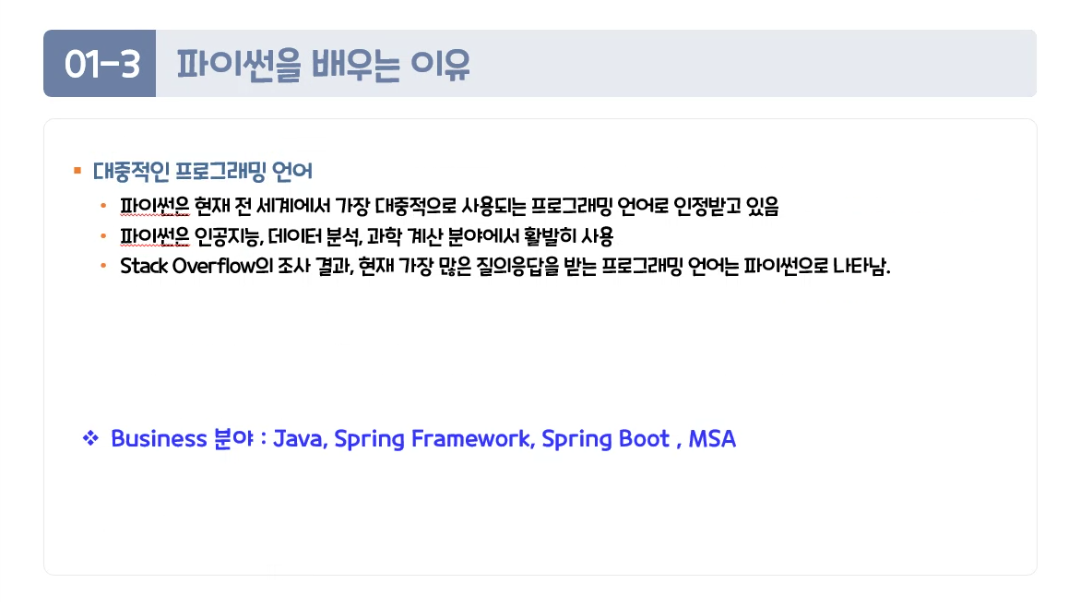 01-3 파이썬을 배우는 이유
대중적인 프로그래밍 언어
파이썬은 현재 전 세계에서 가장 대중적으로 사용되는 프로그래밍 언어로 인정받고 있음
파이썬은 인공지능, 데이터 분석, 과학 계산 분야에서 활발히 사용
Stack Overflow의 조사 결과, 현재 가장 많은 질의응답을 받는 프로그래밍 언어는 파이썬으로 나타남.
Business 분야 : Java, Spring Framework, Spring Boot , MSA